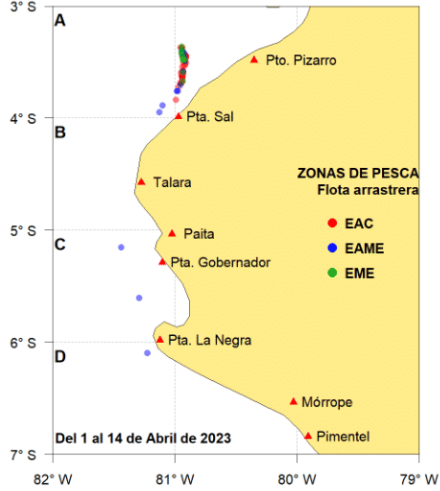 3° S
A
Pto. Pizarro
4° S
Pta. Sal
B
ZONAS DE PESCA
Flota arrastrera
Talara
EAC
Paita
5° S
C
EAME
Pta. Gobernador
EME
6° S
Pta. La Negra
D
Mórrope
Del 1 al 14 de Abril de 2023
Pimentel
7° S
82° W
81° W
80° W
79° W